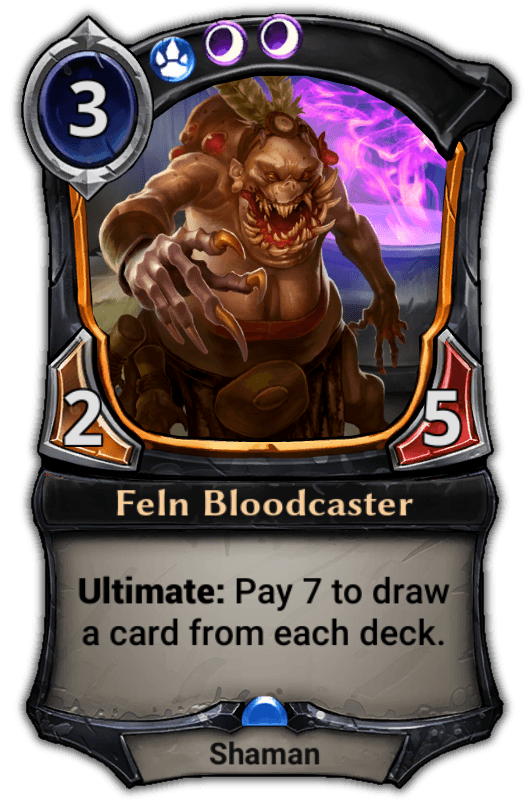 3
2
5
Feln Bloodcaster
Ultimate: Pay 7 to draw
a card from each deck.
Shaman